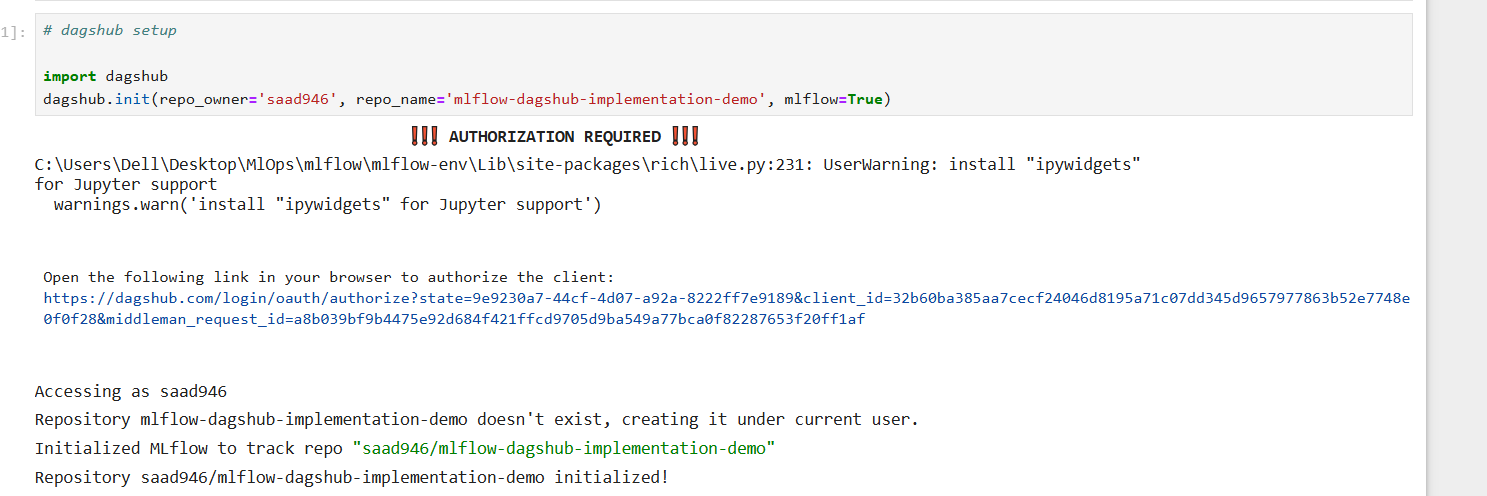 1]:
# dagshub setup
import dagshub
dagshub.init(repo_owner='saad946', repo_name='mlflow-dagshub-implementation-demo', mlflow=True)
❗❗❗ AUTHORIZATION REQUIRED ❗❗❗
C:\Users\Dell\Desktop\MlOps\mlflow\mlflow-env\Lib\site-packages\rich\live.py:231: UserWarning: install "ipywidgets"
for Jupyter support
  warnings.warn('install "ipywidgets" for Jupyter support')
Open the following link in your browser to authorize the client:
https://dagshub.com/login/oauth/authorize?state=9e9230a7-44cf-4d07-a92a-8222ff7e9189&client_id=32b60ba385aa7cecf24046d8195a71c07dd345d9657977863b52e7748e
0f0f28&middleman_request_id=a8b039bf9b4475e92d684f421ffcd9705d9ba549a77bca0f82287653f20ff1af
Accessing as saad946
Repository mlflow-dagshub-implementation-demo doesn't exist, creating it under current user.
Initialized MLflow to track repo "saad946/mlflow-dagshub-implementation-demo"
Repository saad946/mlflow-dagshub-implementation-demo initialized!